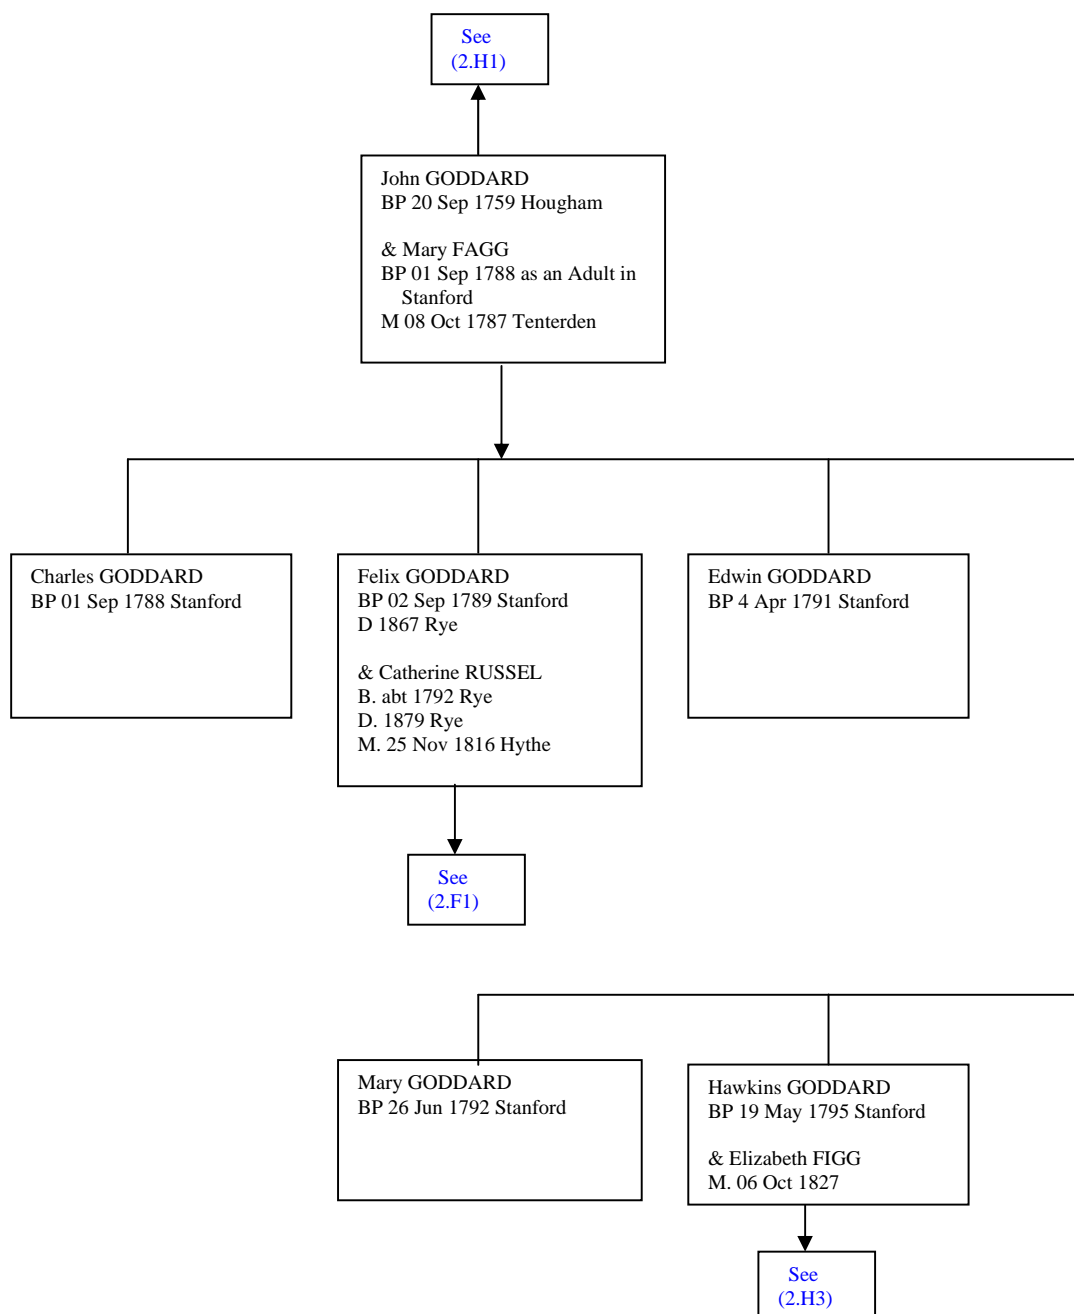 See
(2.H1)
John GODDARD
BP 20 Sep 1759 Hougham
& Mary FAGG
BP 01 Sep 1788 as an Adult in
Stanford
M 08 Oct 1787 Tenterden
Charles GODDARD
BP 01 Sep 1788 Stanford
Felix GODDARD
BP 02 Sep 1789 Stanford
D 1867 Rye
& Catherine RUSSEL
B. abt 1792 Rye
D. 1879 Rye
M. 25 Nov 1816 Hythe
Edwin GODDARD
BP 4 Apr 1791 Stanford
See
(2.F1)
Mary GODDARD
BP 26 Jun 1792 Stanford
Hawkins GODDARD
BP 19 May 1795 Stanford
& Elizabeth FIGG
M. 06 Oct 1827
See
(2.H3)